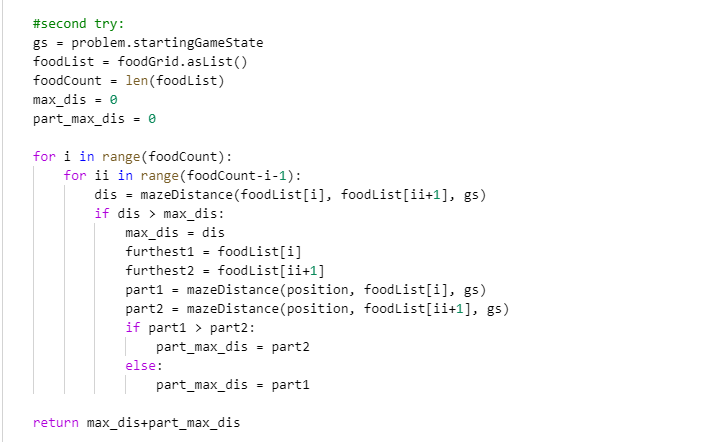 #second try:
gs = problem.startingGameState
foodList = foodGrid.asList()
foodCount = len(foodList)
max_dis = 0
part_max_dis = 0
for i in range(foodCount):
for ii in range(foodCount-i-1):
dis = mazeDistance(foodList[i], foodList[ii+1], gs)
if dis > max_dis:
max_dis = dis
furthest1 = foodList[i]
furthest2 = foodList[ii+1]
part1 = mazeDistance(position, foodList[i], gs)
part2 = mazeDistance(position, foodList[ii+1], gs)
if part1 > part2:
part_max_dis = part2
else:
part_max_dis = part1
return max_dis+part_max_dis